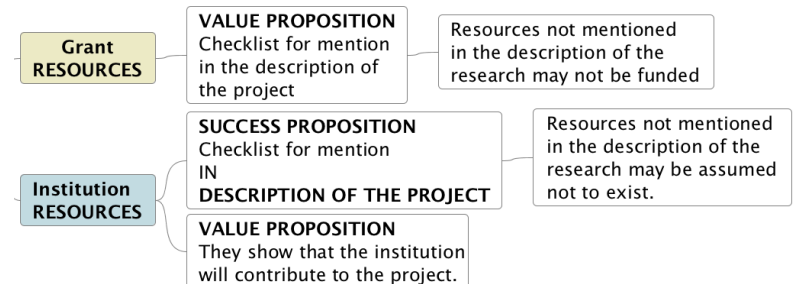 Grant
RESOURCES
VALUE PROPOSITION
Checklist for mention
in the description of
the project
Resources not mentioned
in the description of the
research may not be funded
Institution
RESOURCES
SUCCESS PROPOSITION
Checklist for mention
IN
DESCRIPTION OF THE PROJECT
Resources not mentioned
in the description of the
research may be assumed
not to exist.
VALUE PROPOSITION
They show that the institution
will contribute to the project.